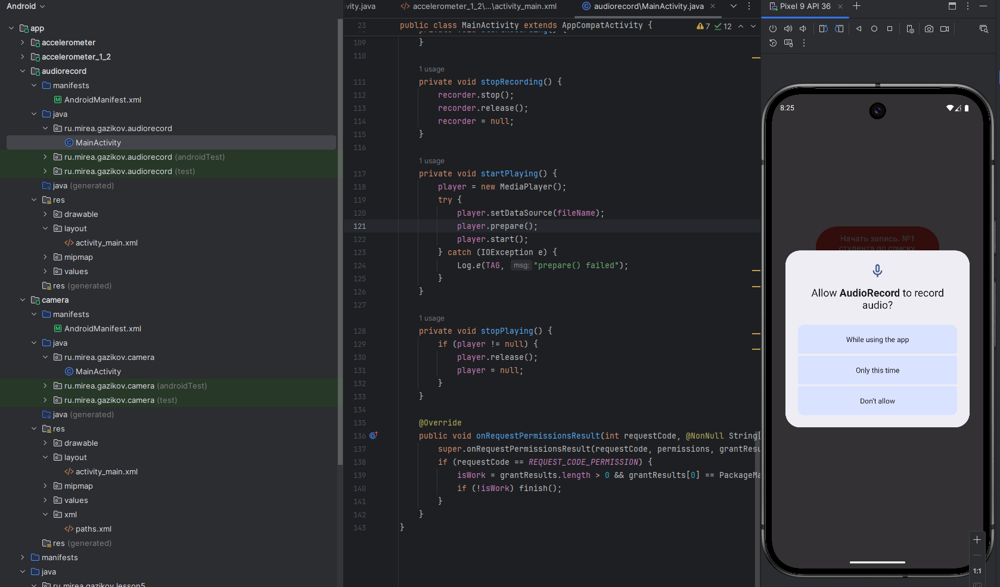 Android
app
accelerometer
accelerometer_1_2
audiorecord
manifests
AndroidManifest.xml
java
ru.mirea.gazikov.audiorecord
MainActivity
ru.mirea.gazikov.audiorecord (androidTest)
ru.mirea.gazikov.audiorecord (test)
java (generated)
res
drawable
layout
activity_main.xml
mipmap
values
res (generated)
camera
manifests
AndroidManifest.xml
java
ru.mirea.gazikov.camera
MainActivity
ru.mirea.gazikov.camera (androidTest)
ru.mirea.gazikov.camera (test)
java (generated)
res
drawable
layout
activity_main.xml
mipmap
values
xml
paths.xml
res (generated)
manifests
java
ru.mirea.gazikov.lesson5
vity.java
accelerometer_1_2\...\activity_main.xml
audiorecord\MainActivity.java
23 public class MainActivity extends AppCompatActivity {
7 12
109 }
110
1 usage
111 private void stopRecording() {
112 recorder.stop();
113 recorder.release();
114 recorder = null;
115 }
116
1 usage
117 private void startPlaying() {
118 player = new MediaPlayer();
119 try {
120 player.setDataSource(fileName);
121 player.prepare();
122 player.start();
123 } catch (IOException e) {
124 Log.e(TAG, msg: "prepare() failed");
125 }
126 }
127
1 usage
128 private void stopPlaying() {
129 if (player != null) {
130 player.release();
131 player = null;
132 }
133 }
134
135 @Override
136 public void onRequestPermissionsResult(int requestCode, @NonNull String[
137 super.onRequestPermissionsResult(requestCode, permissions, grantResu
138 if (requestCode == REQUEST_CODE_PERMISSION) {
139 isWork = grantResults.length > 0 && grantResults[0] == PackageMa
140 if (!isWork) finish();
141 }
142 }
143 }
Pixel 9 API 36
8:25
Начать запись. №1
студента по списку.
Allow AudioRecord to record
audio?
While using the app
Only this time
Don't allow
1:1